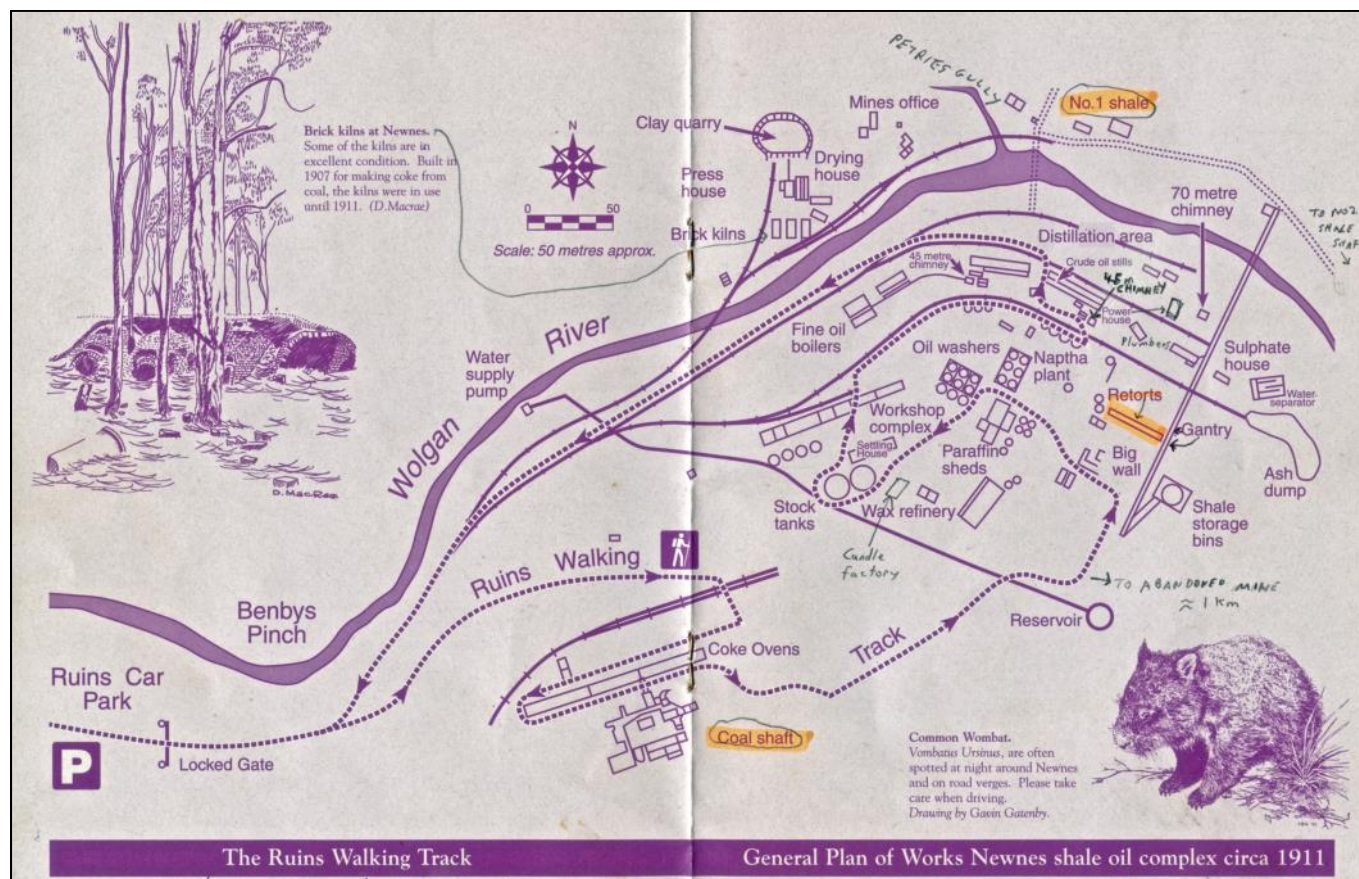 PETRIES GULLY
Mines office
No.1 shale
Clay quarry
Brick kilns at Newnes.
Some of the kilns are in
excellent condition. Built in
1907 for making coke from
coal, the kilns were in use
until 1911. (D.Macrae)
N
Drying
house
Press
house
70 metre
chimney
0 50
Scale: 50 metres approx.
Brick kilns
TO NO2
SHALE
Distillation area
45 metre
chimney
Crude oil stills
45m
CHIMNEY
Power
house
Plumbers
Fine oil
boilers
River
Water
supply
pump
Oil washers
Naptha
plant
Sulphate
house
Water
separator
Retorts
Workshop
complex
Gantry
Settling
House
Paraffin
sheds
Big
wall
Ash
dump
Wolgan
D. MACRAE
Stock
tanks
Wax refinery
Shale
storage
bins
Candle
factory
Ruins Walking
TO ABANDONED MINE
≈ 1 Km
Benbys
Pinch
Reservoir
Track
Coke Ovens
Ruins Car
Park
P
Locked Gate
Coal shaft
Common Wombat.
Vombatus Ursinus, are often
spotted at night around Newnes
and on road verges. Please take
care when driving.
Drawing by Gavin Gatenby.
The Ruins Walking Track
General Plan of Works Newnes shale oil complex circa 1911